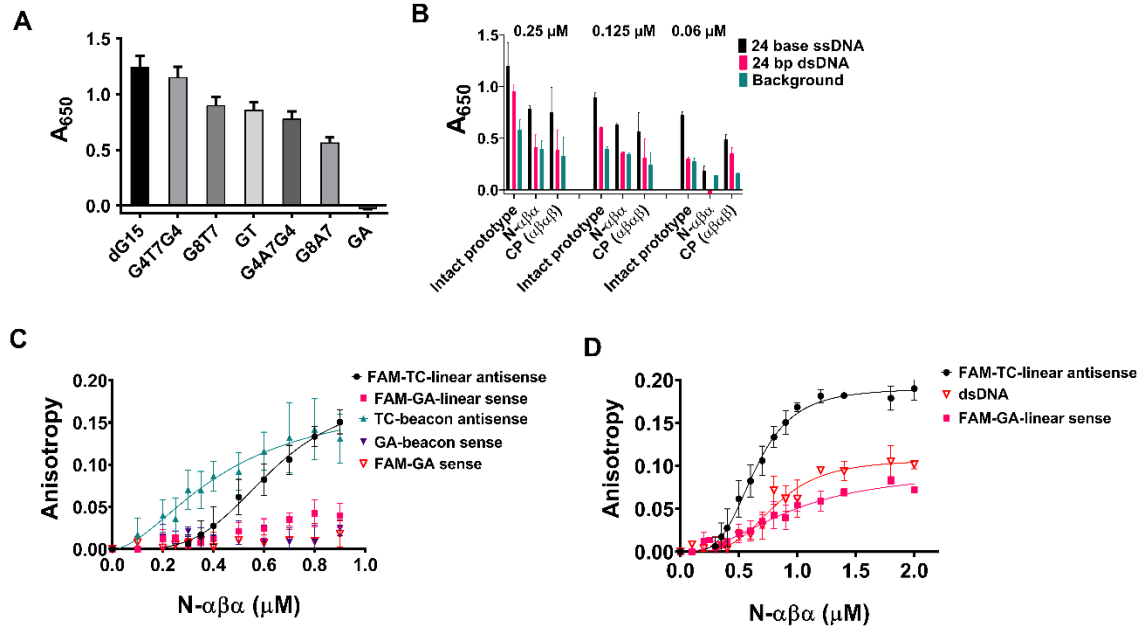 A
A650
1.5
1.0
0.5
0.0
dG15
G4T7G4
G8T7
GT
G4A7G4
G8A7
GA
B
0.25 µM
0.125 µM
0.06 µM
24 base ssDNA
24 bp dsDNA
Background
A650
1.5
1.0
0.5
0.0
Intact prototype
N-αβα
CP (αβαβ)
Intact prototype
N-αβα
CP (αβαβ)
Intact prototype
N-αβα
CP (αβαβ)
C
Anisotropy
0.20
0.15
0.10
0.05
0.00
0.0 0.2 0.4 0.6 0.8 1.0
N-αβα (µM)
FAM-TC-linear antisense
FAM-GA-linear sense
TC-beacon antisense
GA-beacon sense
FAM-GA sense
D
Anisotropy
0.20
0.15
0.10
0.05
0.00
0.0 0.5 1.0 1.5 2.0
N-αβα (µM)
FAM-TC-linear antisense
dsDNA
FAM-GA-linear sense